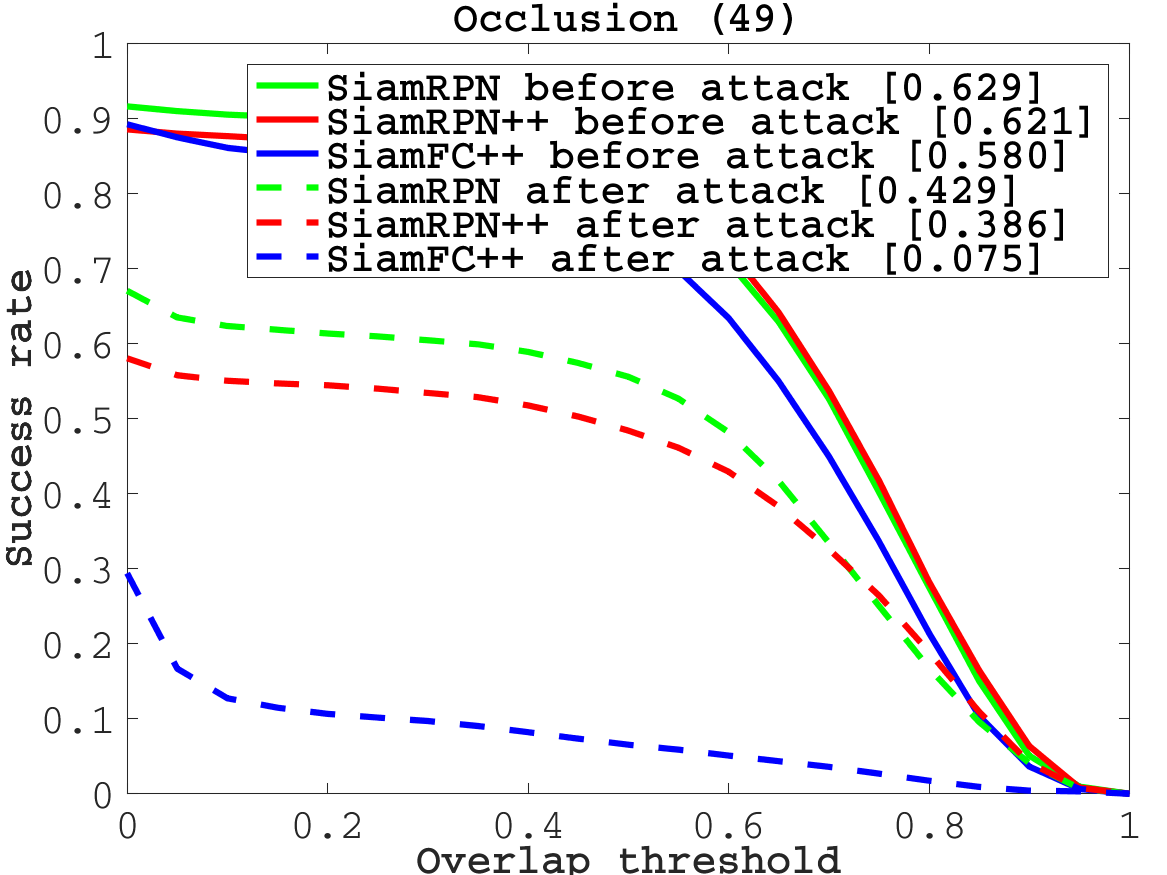 Occlusion (49)
1
0.9
0.8
0.7
0.6
0.5
0.4
0.3
0.2
0.1
0
Success rate
SiamRPN before attack [0.629]
SiamRPN++ before attack [0.621]
SiamFC++ before attack [0.580]
SiamRPN after attack [0.429]
SiamRPN++ after attack [0.386]
SiamFC++ after attack [0.075]
0 0.2 0.4 0.6 0.8 1
Overlap threshold